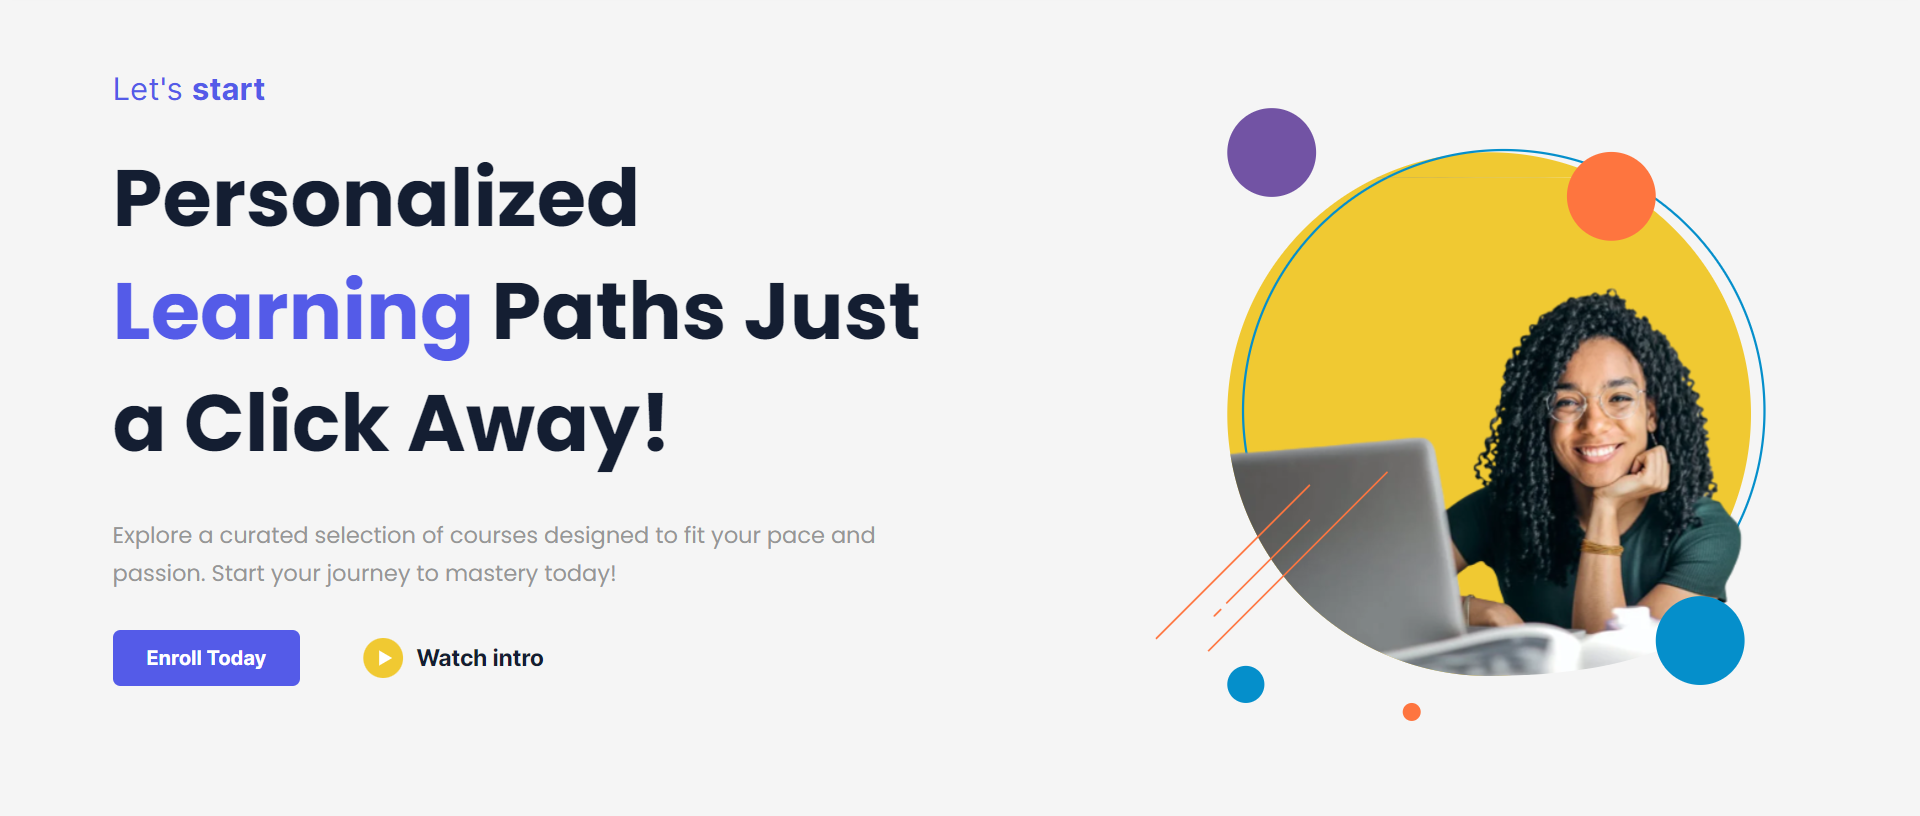 Let's start
Personalized
Learning Paths Just
a Click Away!
Explore a curated selection of courses designed to fit your pace and
passion. Start your journey to mastery today!
Enroll Today
Watch intro